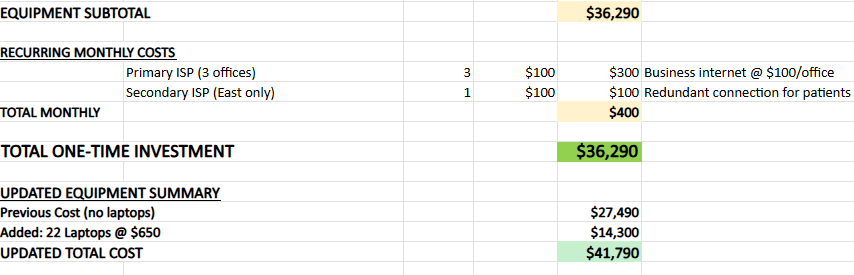 EQUIPMENT SUBTOTAL $36,290
RECURRING MONTHLY COSTS
Primary ISP (3 offices) 3 $100 $300 Business internet @ $100/office
Secondary ISP (East only) 1 $100 $100 Redundant connection for patients
TOTAL MONTHLY $400
TOTAL ONE-TIME INVESTMENT $36,290
UPDATED EQUIPMENT SUMMARY
Previous Cost (no laptops) $27,490
Added: 22 Laptops @ $650 $14,300
UPDATED TOTAL COST $41,790